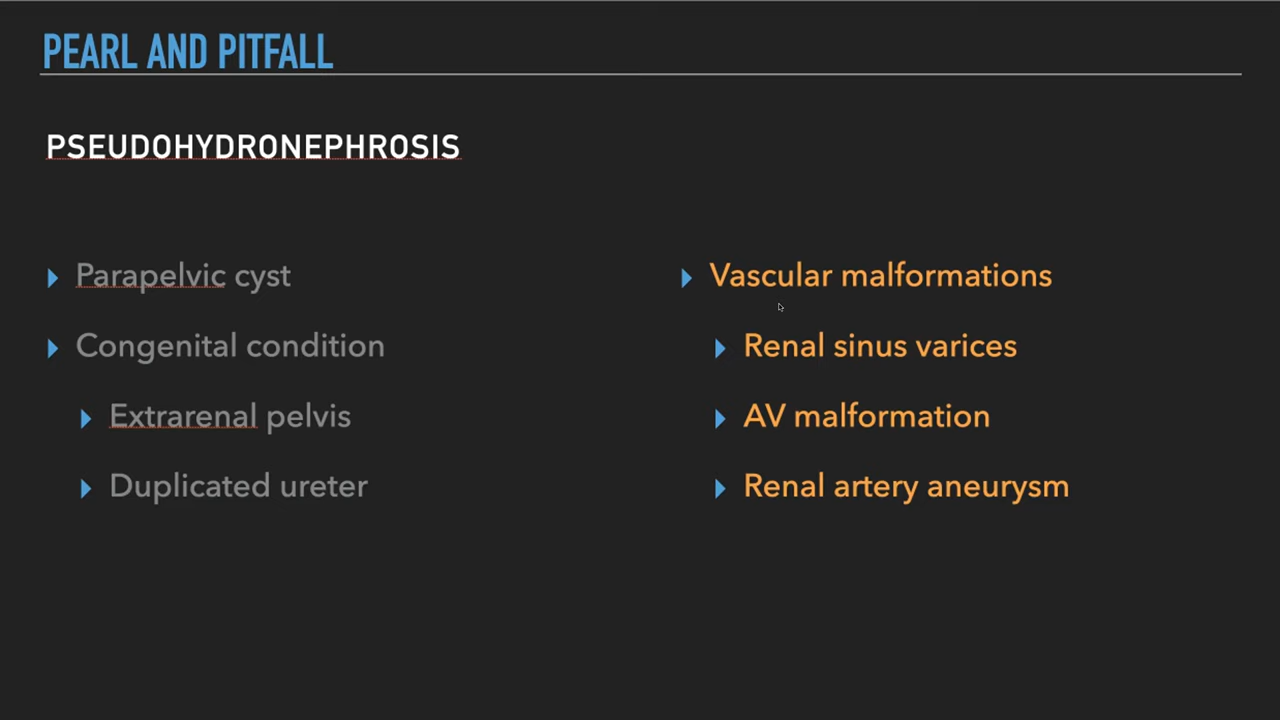 PEARL AND PITFALL
PSEUDOHYDRONEPHROSIS
Parapelvic cyst
Congenital condition
Extrarenal pelvis
Duplicated ureter
Vascular malformations
Renal sinus varices
AV malformation
Renal artery aneurysm